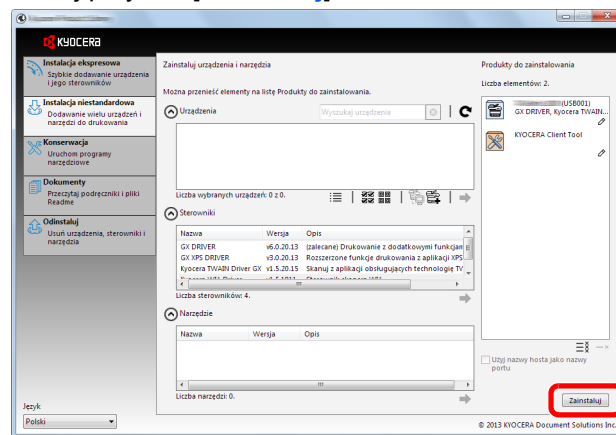 KYOCERA
Instalacja ekspresowa
Szybkie dodawanie urządzenia
i jego sterowników
Instalacja niestandardowa
Dodawanie wielu urządzeń i
narzędzi do drukowania
Konserwacja
Uruchom programy
narzędziowe
Dokumenty
Przeczytaj podręczniki i pliki
Readme
Odinstaluj
Usuń urządzenia, sterowniki i
narzędzia
Język
Polski
Zainstaluj urządzenia i narzędzia
Można przenieść elementy na listę Produkty do zainstalowania.
Urządzenia
Wyszukaj urządzenia
Liczba wybranych urządzeń: 0 z 0.
Sterowniki
Nazwa Wersja Opis
GX DRIVER v6.0.20.13 (zalecane) Drukowanie z dodatkowymi funkcjam
GX XPS DRIVER v3.0.20.13 Rozszerzone funkcje drukowania z aplikacji XPS
Kyocera TWAIN Driver GX v1.5.20.15 Skanuj z aplikacji obsługujących technologię TV
Liczba sterowników: 4.
Narzędzie
Nazwa Wersja Opis
Liczba narzędzi: 0.
Produkty do zainstalowania
Liczba elementów: 2.
(USB001)
GX DRIVER, Kyocera TWAIN...
KYOCERA Client Tool
Użyj nazwy hosta jako nazwy
portu
Zainstaluj
© 2013 KYOCERA Document Solutions Inc.